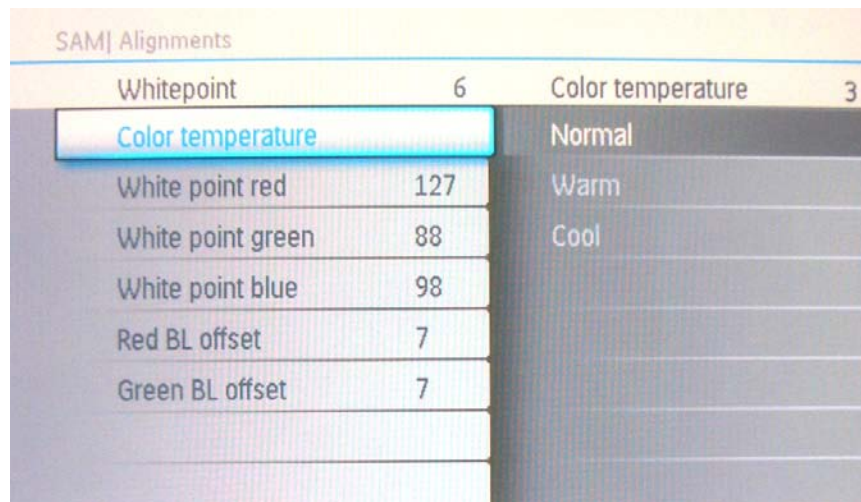 SAM| Alignments
Whitepoint 6
Color temperature
White point red 127
White point green 88
White point blue 98
Red BL offset 7
Green BL offset 7
Color temperature 3
Normal
Warm
Cool